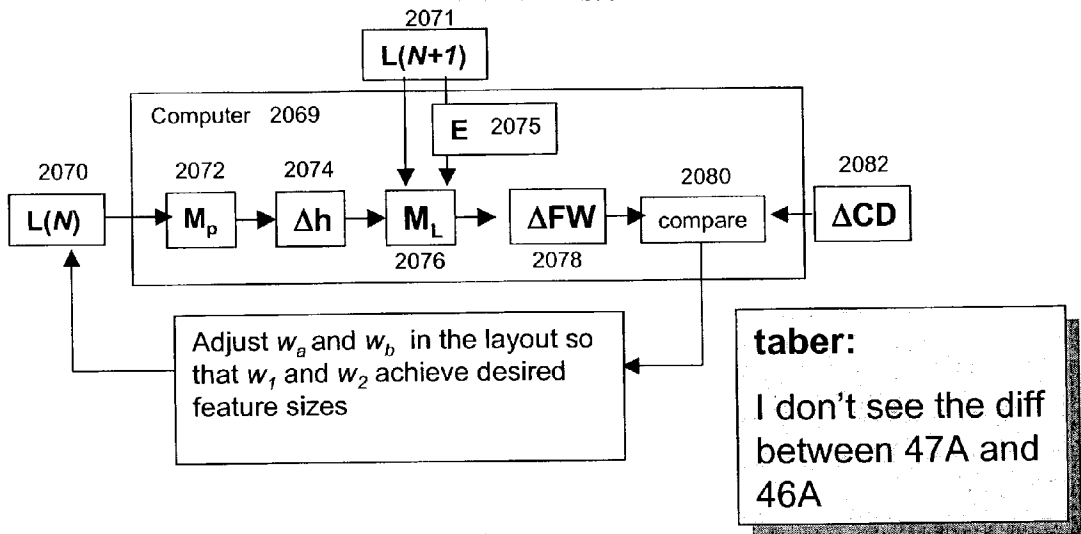 2071
L(N+1)
Computer 2069
E 2075
2070
2072
2074
2080
2082
L(N)
Mp
Δh
ML
ΔFW
compare
ΔCD
2076
2078
Adjust wa and wb in the layout so
that w1 and w2 achieve desired
feature sizes
taber:
I don't see the diff
between 47A and
46A